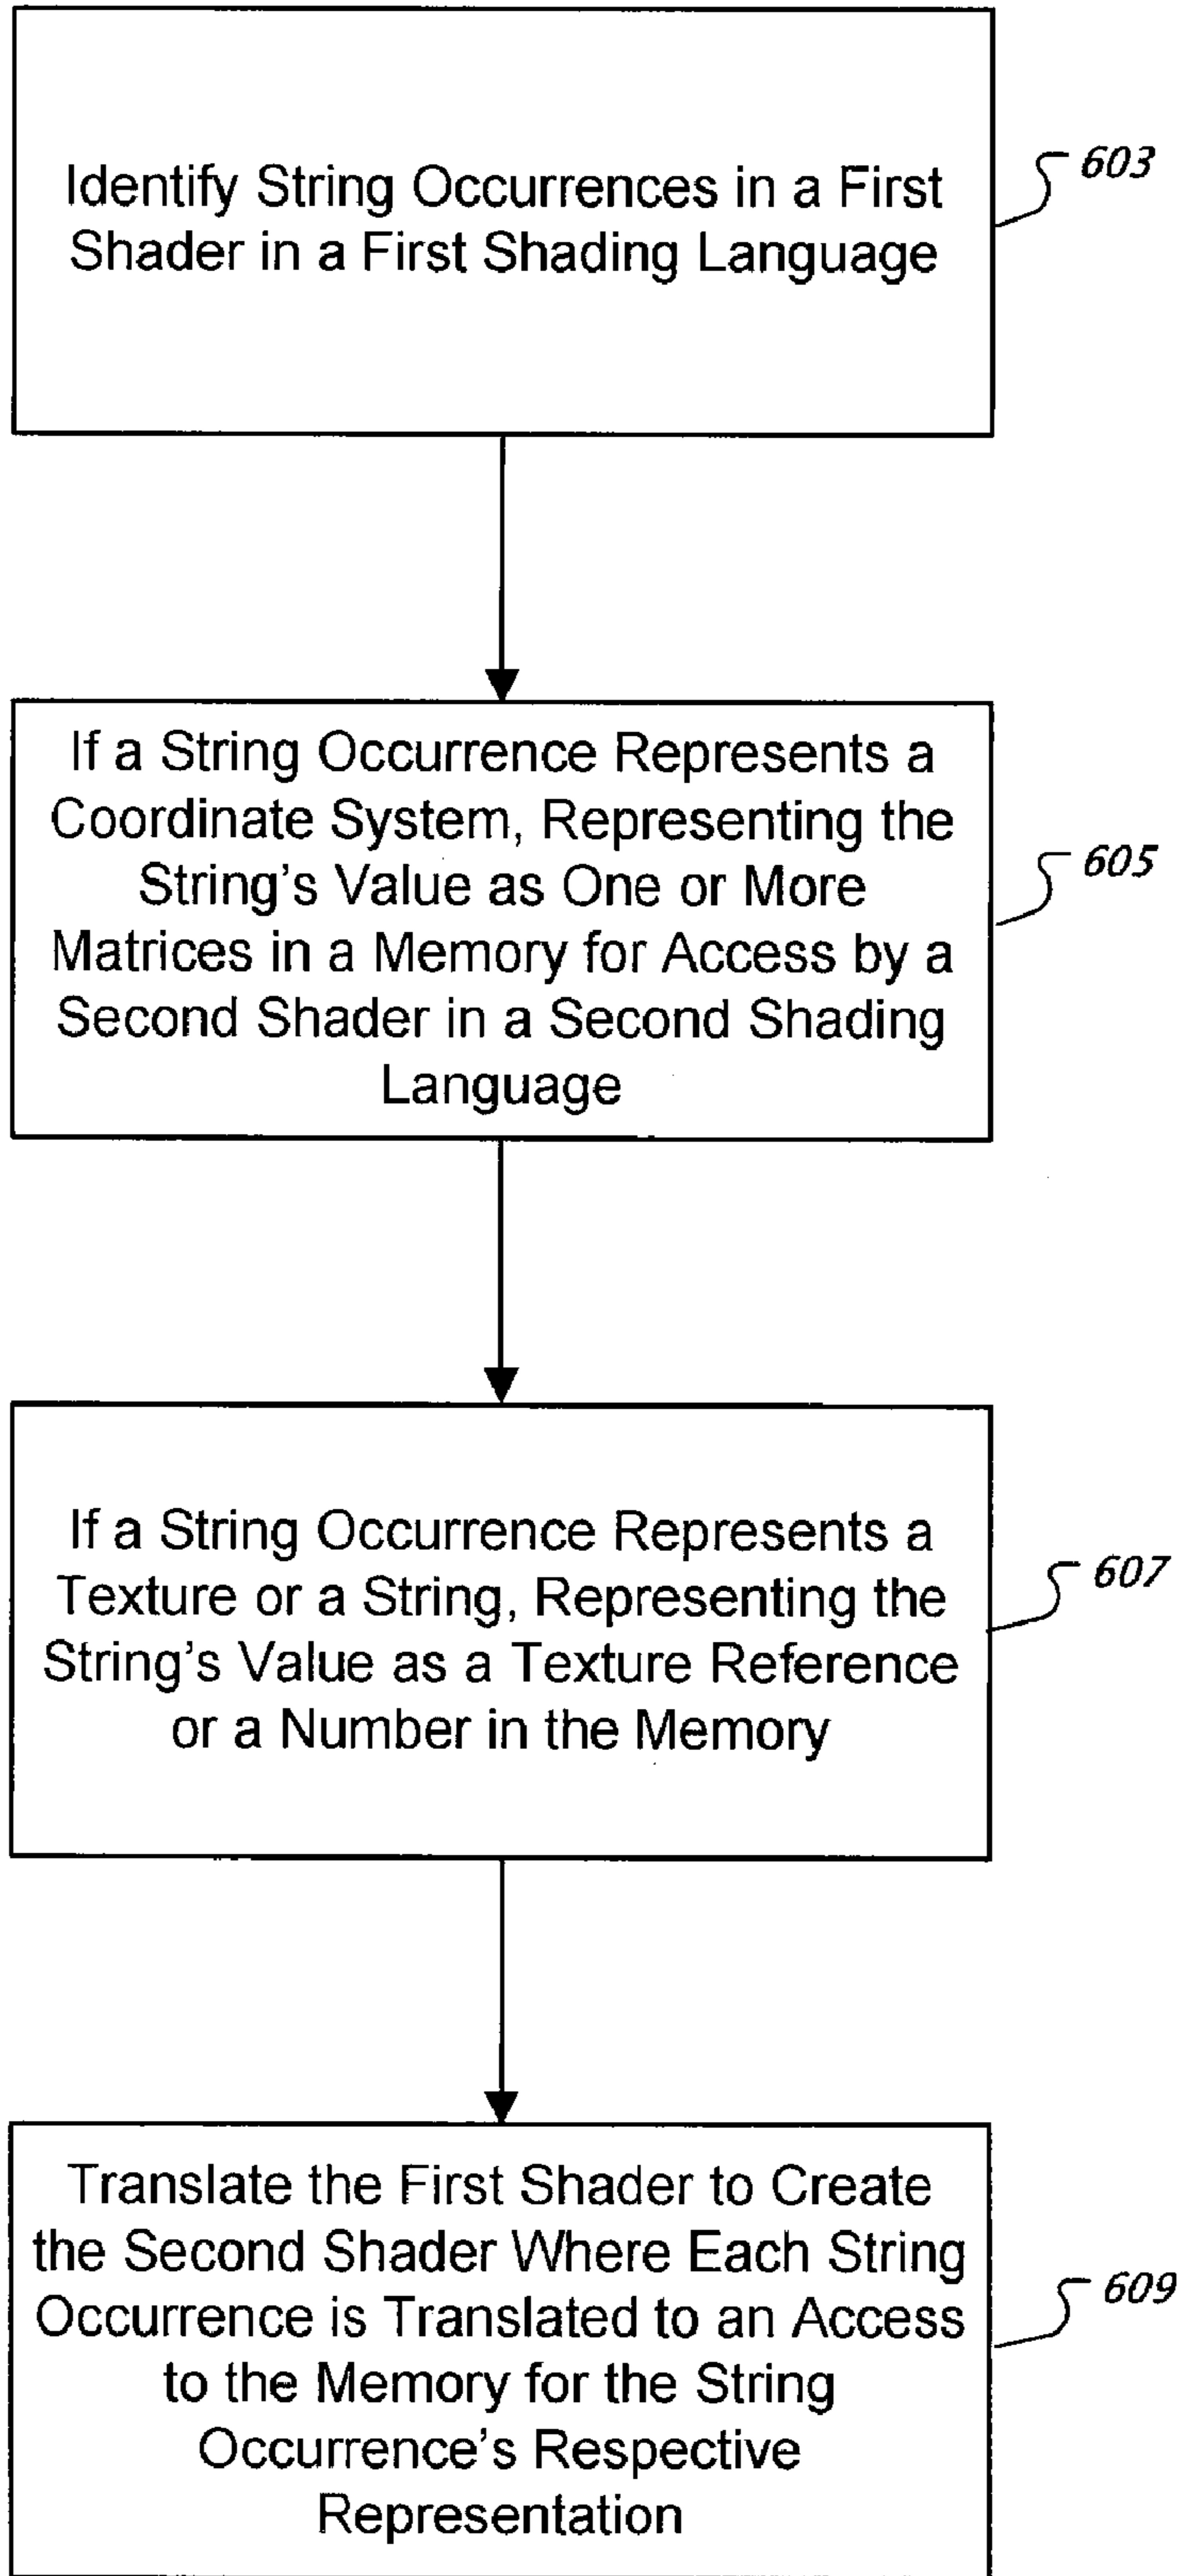 Identify String Occurrences in a First
Shader in a First Shading Language
603
If a String Occurrence Represents a
Coordinate System, Representing the
String's Value as One or More
Matrices in a Memory for Access by a
Second Shader in a Second Shading
Language
605
If a String Occurrence Represents a
Texture or a String, Representing the
String's Value as a Texture Reference
or a Number in the Memory
607
Translate the First Shader to Create
the Second Shader Where Each String
Occurrence is Translated to an Access
to the Memory for the String
Occurrence's Respective
Representation
609